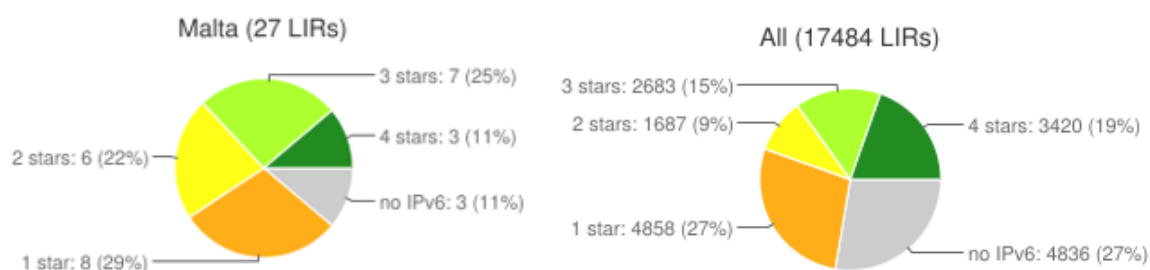 Malta (27 LIRs)
3 stars: 7 (25%)
4 stars: 3 (11%)
2 stars: 6 (22%)
no IPv6: 3 (11%)
1 star: 8 (29%)
All (17484 LIRs)
3 stars: 2683 (15%)
2 stars: 1687 (9%)
4 stars: 3420 (19%)
1 star: 4858 (27%)
no IPv6: 4836 (27%)